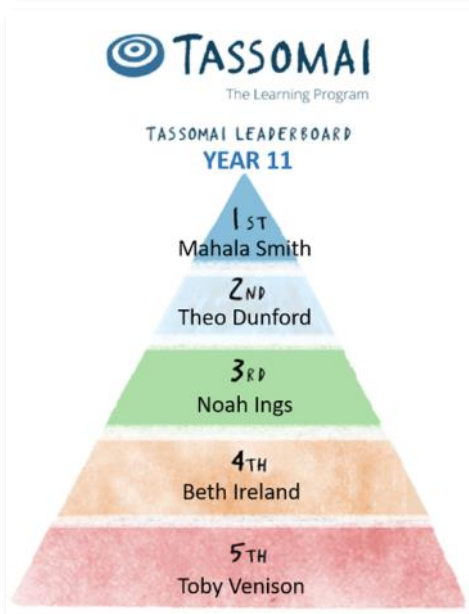 TASSOMAI
The Learning Program
TASSOMAI LEADERBOARD
YEAR 11
1ST
Mahala Smith
2ND
Theo Dunford
3RD
Noah Ings
4TH
Beth Ireland
5TH
Toby Venison